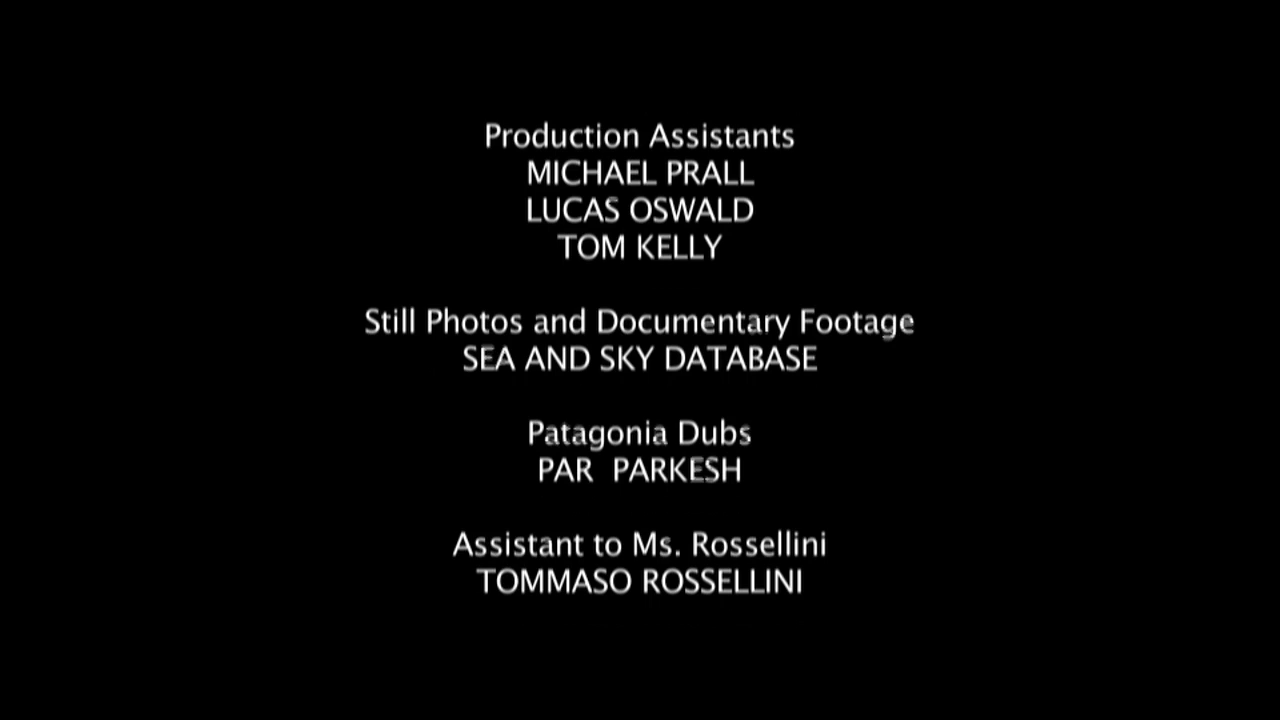 Production Assistants
MICHAEL PRALL
LUCAS OSWALD
TOM KELLY
Still Photos and Documentary Footage
SEA AND SKY DATABASE
Patagonia Dubs
PAR  PARKESH
Assistant to Ms. Rossellini
TOMMASO ROSSELLINI